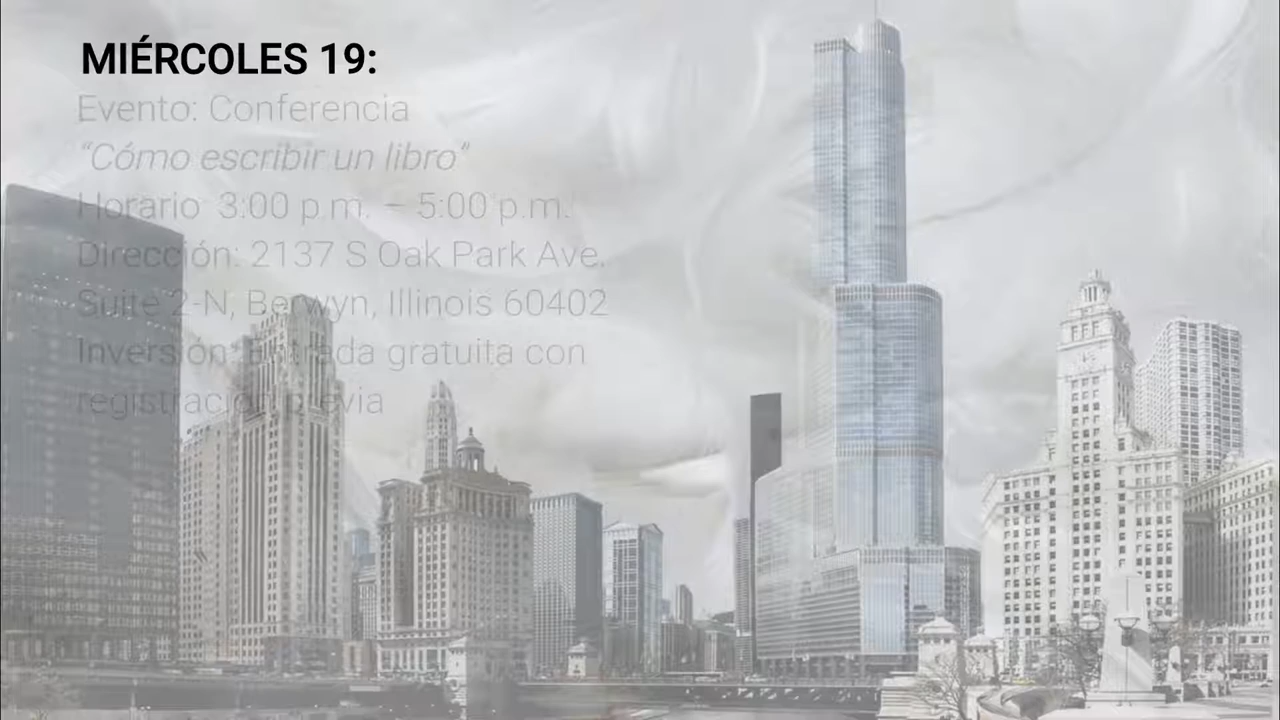 MIÉRCOLES 19:
Evento: Conferencia
“Cómo escribir un libro”
Horario 3:00 p.m. – 5:00 p.m.
Dirección: 2137 S Oak Park Ave.
Suite 2-N, Berwyn, Illinois 60402
Inversión: Entrada gratuita con
registración previa